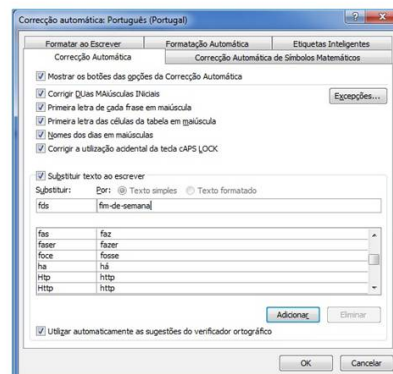 Correcção automática: Português (Portugal)
Formatar ao Escrever Formatação Automática Etiquetas Inteligentes
Correcção Automática Correcção Automática de Símbolos Matemáticos
Mostrar os botões das opções da Correcção Automática
Corrigir DUas MAiúsculas INiciais
Excepções...
Primeira letra de cada frase em maiúscula
Primeira letra das células da tabela em maiúscula
Nomes dos dias em maiúsculas
Corrigir a utilização acidental da tecla cAPS LOCK
Substituir texto ao escrever
Substituir: Por: Texto simples Texto formatado
fds fim-de-semana
fas faz
faser fazer
foce fosse
ha há
Htp http
Http http
Adicionar Eliminar
Utilizar automaticamente as sugestões do verificador ortográfico
OK Cancelar